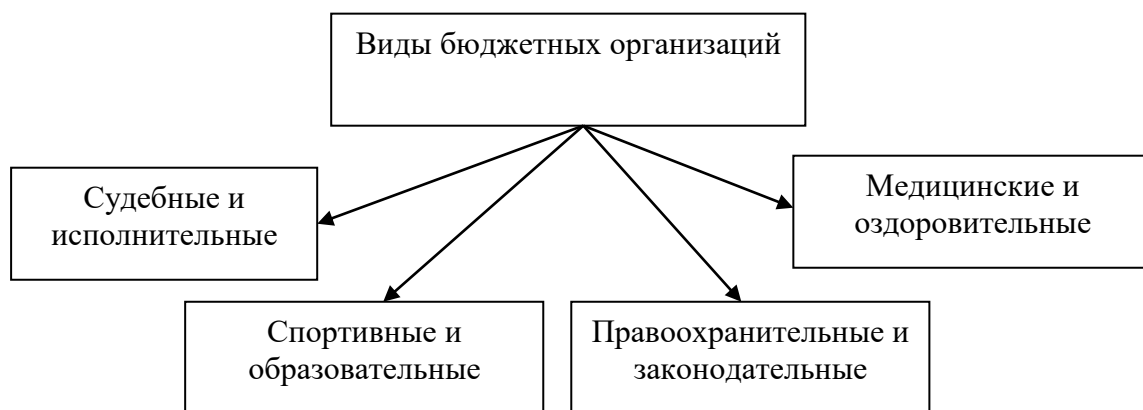 Виды бюджетных организаций
Судебные и
исполнительные
Медицинские и
оздоровительные
Спортивные и
образовательные
Правоохранительные и
законодательные